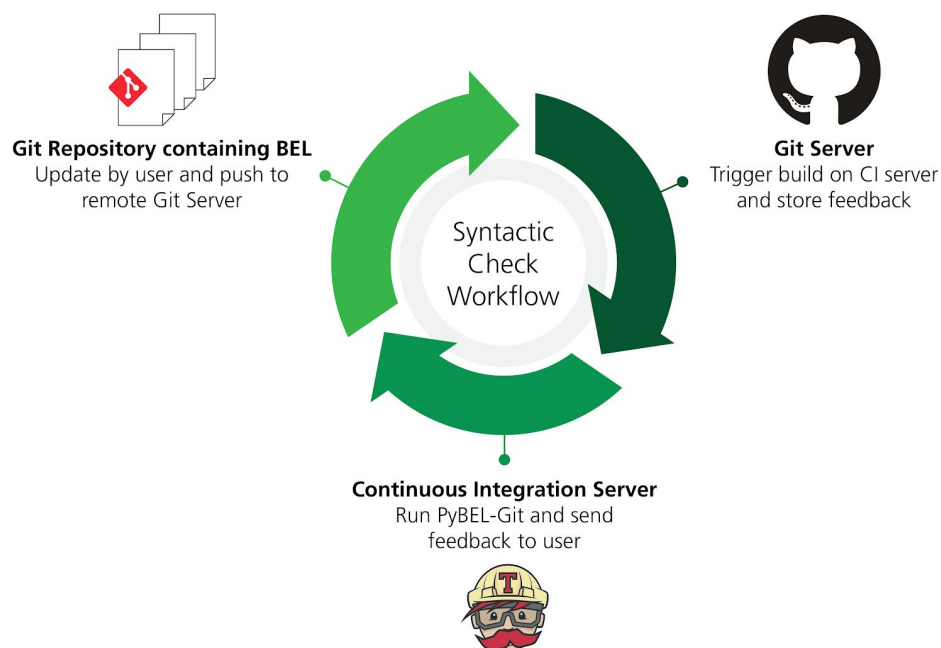 Git Repository containing BEL
Update by user and push to
remote Git Server
Git Server
Trigger build on CI server
and store feedback
Syntactic
Check
Workflow
Continuous Integration Server
Run PyBEL-Git and send
feedback to user
T